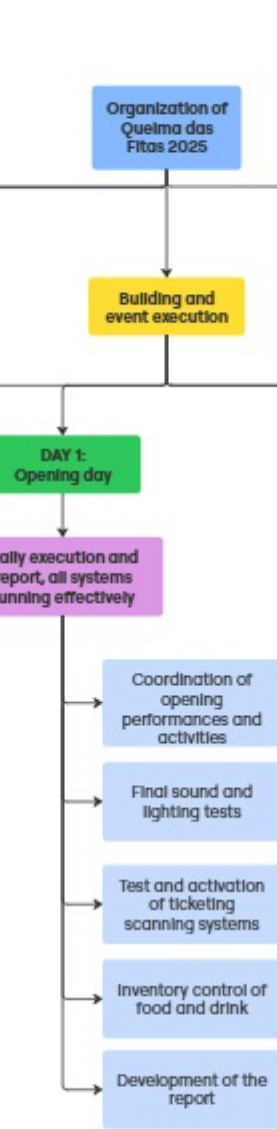 Organization of
Queima das
Fitas 2025
Building and
event execution
DAY 1:
Opening day
execution and
all systems
effectively
Coordination of
opening
performances and
activities
Final sound and
lighting tests
Test and activation
of ticketing
scanning systems
Inventory control of
food and drink
Development of the
report